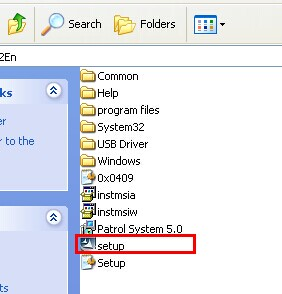 Search Folders
2En
ks
er
r to the
Common
Help
program files
System32
USB Driver
Windows
0x0409
instmsia
instmsiw
Patrol System 5.0
setup
Setup